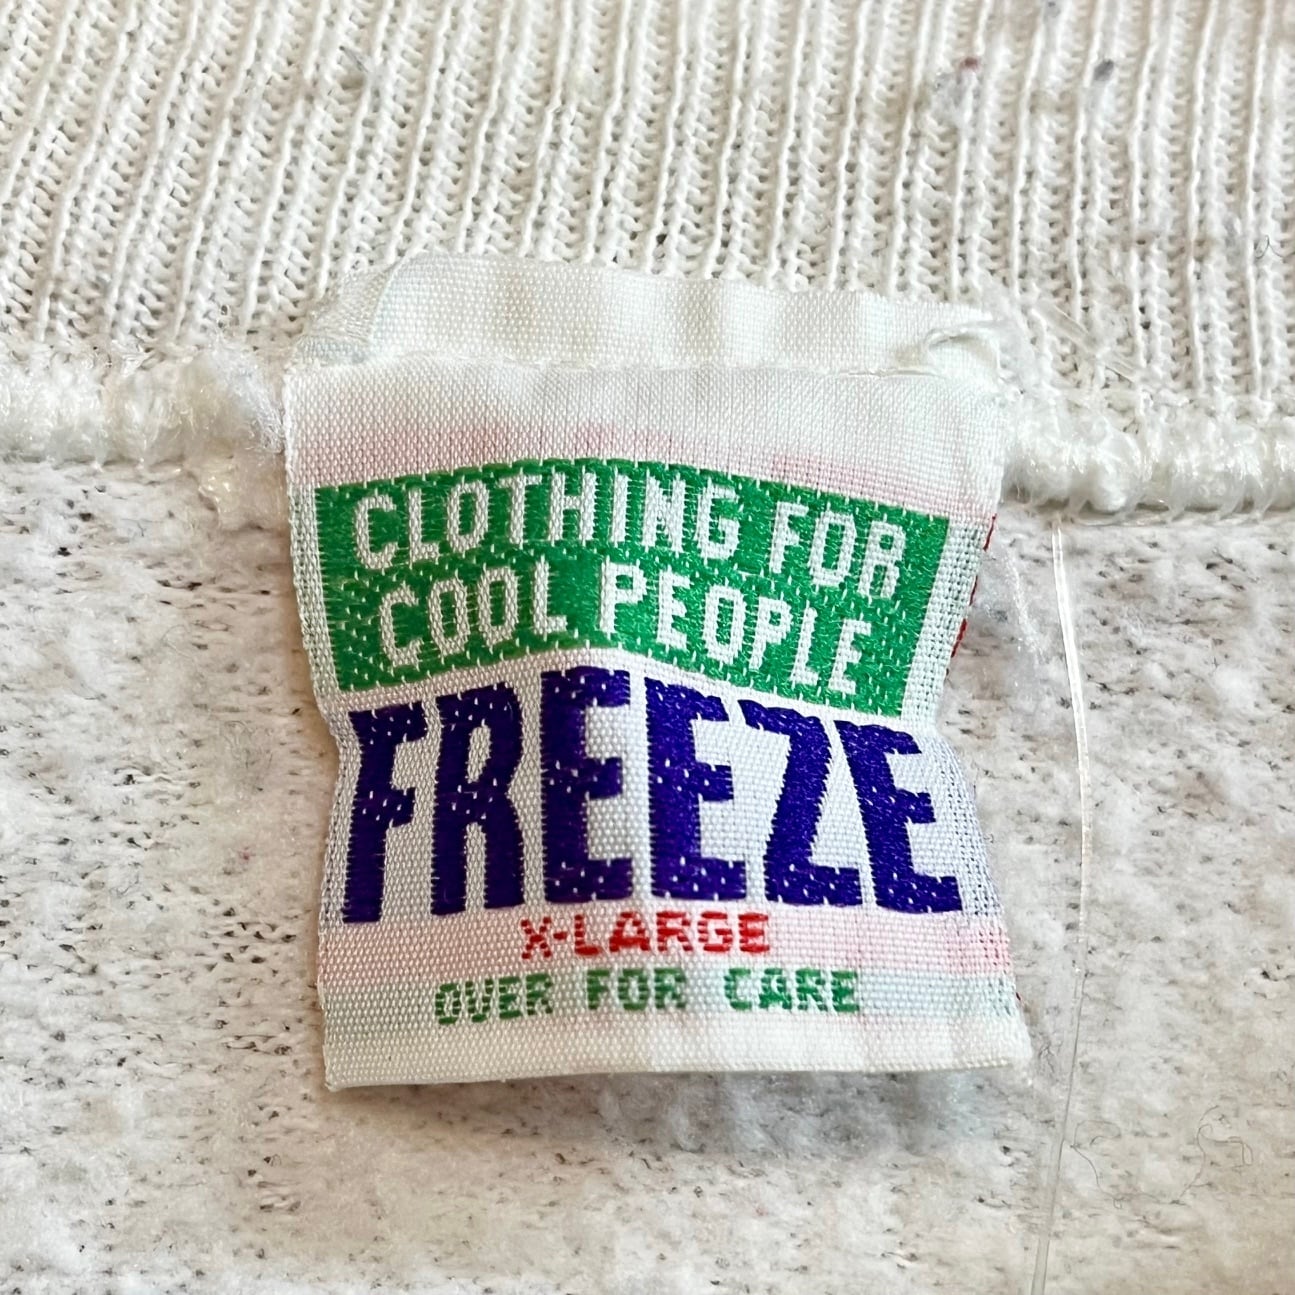 CLOTHING FOR
COOL PEOPLE
FREEZE
X-LARGE
OVER FOR CARE